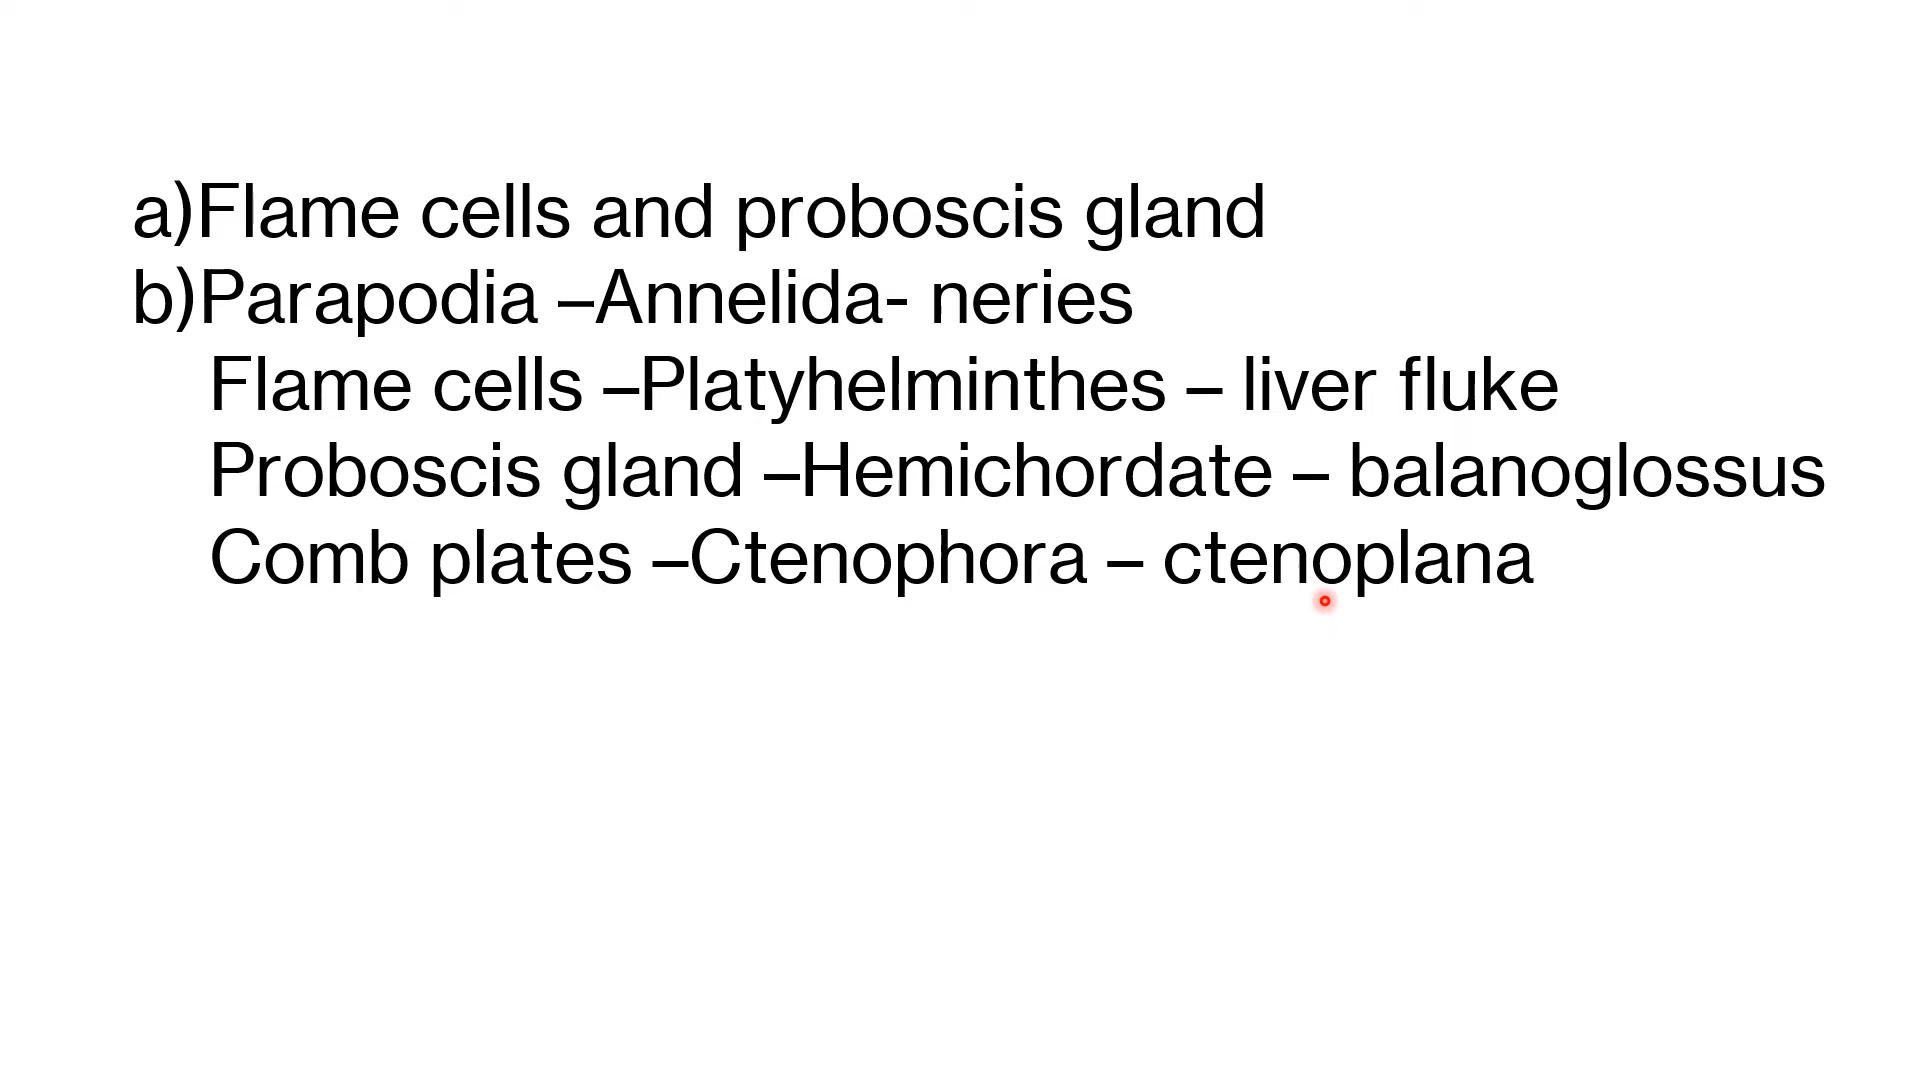 a)Flame cells and proboscis gland
b)Parapodia –Annelida- neries
Flame cells –Platyhelminthes – liver fluke
Proboscis gland –Hemichordate – balanoglossus
Comb plates –Ctenophora – ctenoplana